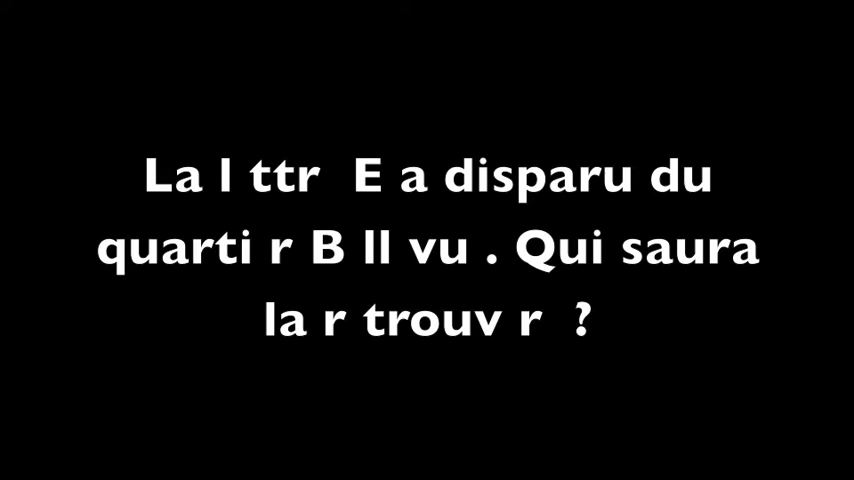 La l ttr  E a disparu du
quarti r B ll vu . Qui saura
la r trouv r  ?